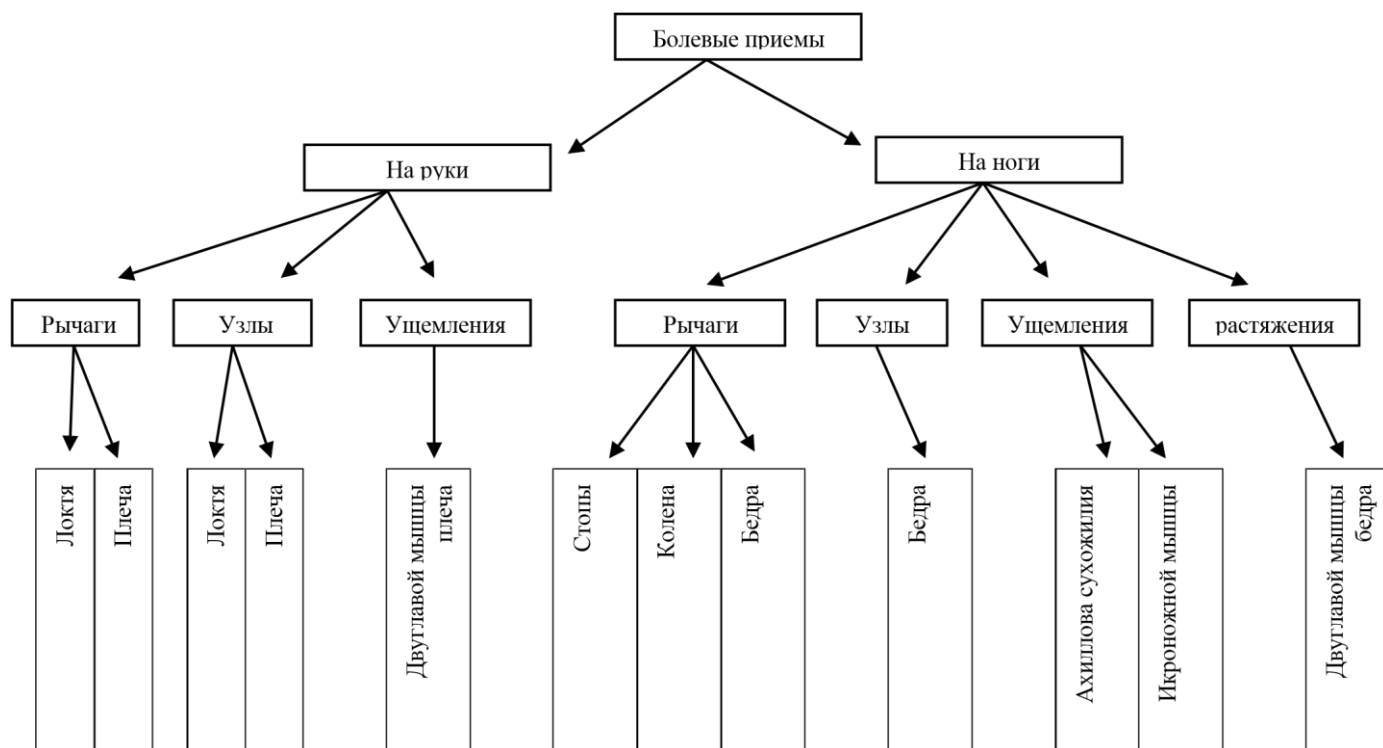 Болевые приемы
На руки
На ноги
Рычаги
Узлы
Ущемления
Рычаги
Узлы
Ущемления
растяжения
Локтя
Плеча
Локтя
Плеча
Двуглавой мышцы
плеча
Стопы
Колена
Бедра
Бедра
Ахиллова сухожилия
Икроножной мышцы
Двуглавой мышцы
бедра